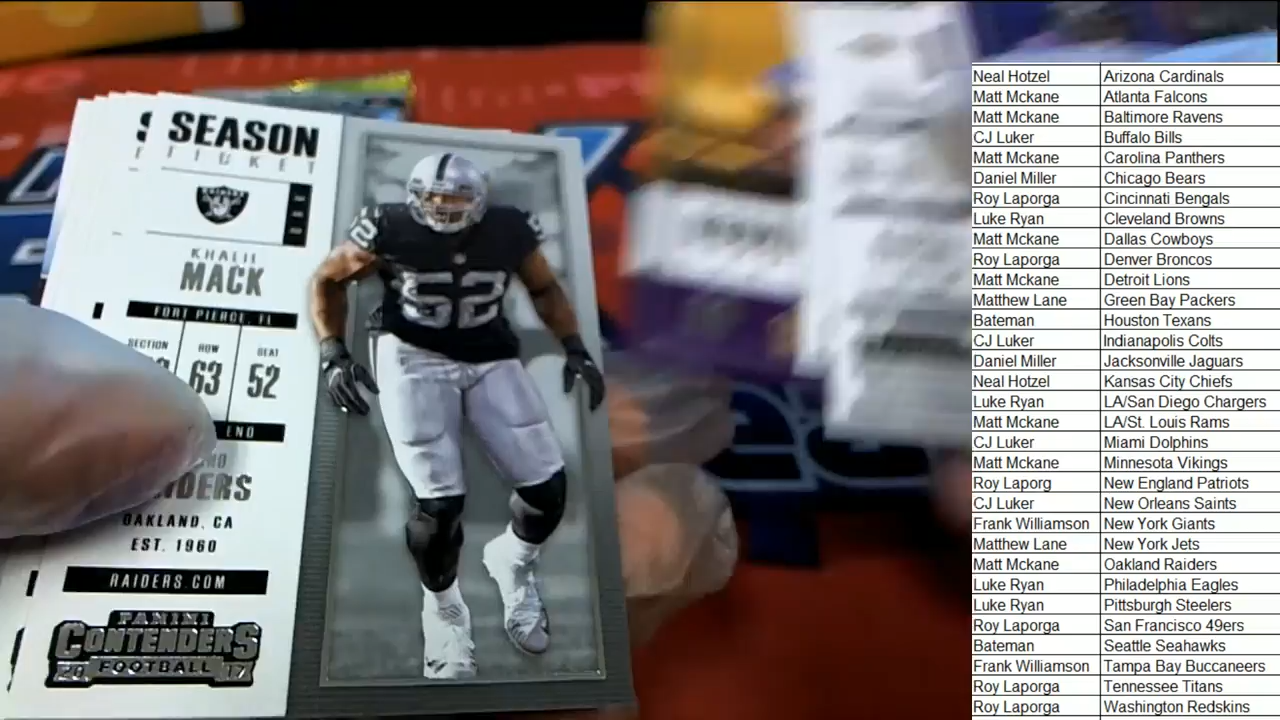 SEASON
TICKET
RAIDERS
KHALIL
MACK
FORT PIERCE, FL
SECTION ROW SEAT
63 52
END
OAKLAND, CA
EST. 1960
RAIDERS.COM
PANINI
CONTENDERS
20 FOOTBALL 17
52
Neal Hotzel Arizona Cardinals
Matt Mckane Atlanta Falcons
Matt Mckane Baltimore Ravens
CJ Luker Buffalo Bills
Matt Mckane Carolina Panthers
Daniel Miller Chicago Bears
Roy Laporga Cincinnati Bengals
Luke Ryan Cleveland Browns
Matt Mckane Dallas Cowboys
Roy Laporga Denver Broncos
Matt Mckane Detroit Lions
Matthew Lane Green Bay Packers
Bateman Houston Texans
CJ Luker Indianapolis Colts
Daniel Miller Jacksonville Jaguars
Neal Hotzel Kansas City Chiefs
Luke Ryan LA/San Diego Chargers
Matt Mckane LA/St. Louis Rams
CJ Luker Miami Dolphins
Matt Mckane Minnesota Vikings
Roy Laporg New England Patriots
CJ Luker New Orleans Saints
Frank Williamson New York Giants
Matthew Lane New York Jets
Matt Mckane Oakland Raiders
Luke Ryan Philadelphia Eagles
Luke Ryan Pittsburgh Steelers
Roy Laporga San Francisco 49ers
Bateman Seattle Seahawks
Frank Williamson Tampa Bay Buccaneers
Roy Laporga Tennessee Titans
Roy Laporga Washington Redskins